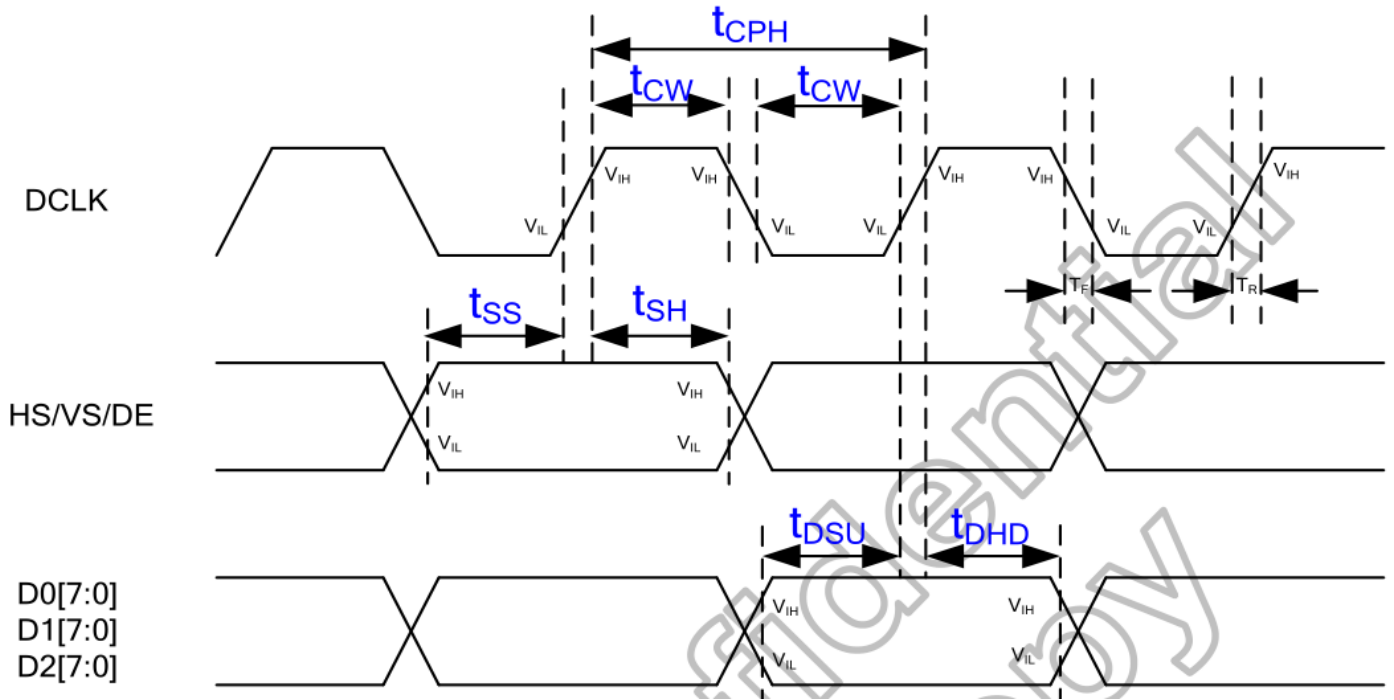 tCPH
tCW tCW
DCLK
VIH VIH VIH VIH VIH
VIL VIL VIL VIL VIL
TF TR
tSS tSH
HS/VS/DE
VIH VIH
VIL VIL
tDSU tDHD
D0[7:0]
D1[7:0]
D2[7:0]
VIH VIH
VIL VIL
fidential
py